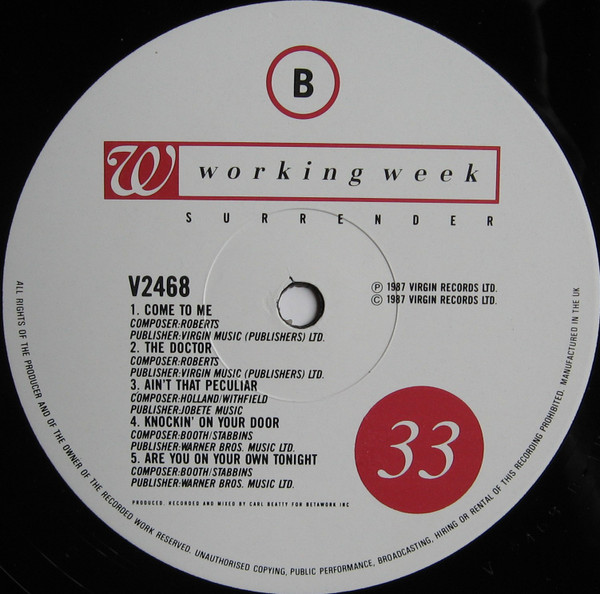 B
W working week
SURRENDER
V2468
1. COME TO ME
COMPOSER:ROBERTS
PUBLISHER:VIRGIN MUSIC (PUBLISHERS) LTD.
2. THE DOCTOR
COMPOSER:ROBERTS
PUBLISHER:VIRGIN MUSIC (PUBLISHERS) LTD.
3. AIN'T THAT PECULIAR
COMPOSER:HOLLAND/WITHFIELD
PUBLISHER:JOBETE MUSIC
4. KNOCKIN' ON YOUR DOOR
COMPOSER:BOOTH/STABBINS
PUBLISHER:WARNER BROS. MUSIC LTD.
5. ARE YOU ON YOUR OWN TONIGHT
COMPOSER:BOOTH/STABBINS
PUBLISHER:WARNER BROS. MUSIC LTD.
PRODUCED, RECORDED AND MIXED BY CARL BEATTY FOR BETAWORK INC
Ⓟ 1987 VIRGIN RECORDS LTD.
© 1987 VIRGIN RECORDS LTD.
33
ALL RIGHTS OF THE PRODUCER AND OF THE OWNER OF THE RECORDED WORK RESERVED. UNAUTHORISED COPYING, PUBLIC PERFORMANCE, BROADCASTING, HIRING OR RENTAL OF THIS RECORDING PROHIBITED. MANUFACTURED IN THE UK